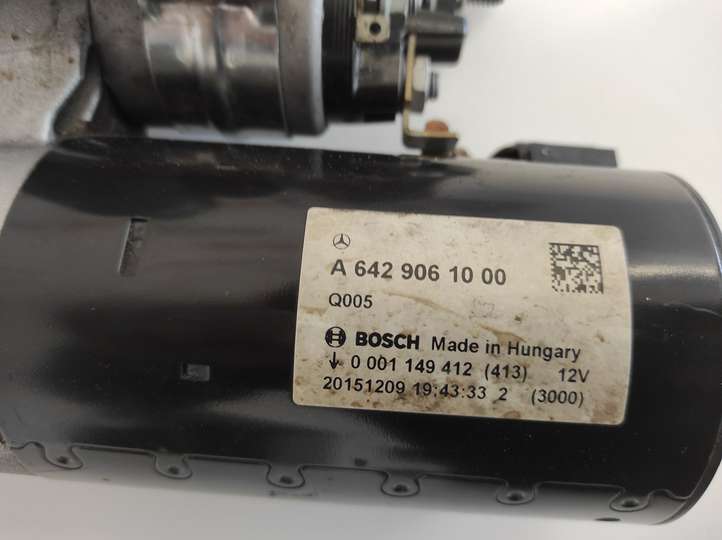 A 642 906 10 00
Q005
BOSCH Made in Hungary
0 001 149 412 (413) 12V
20151209 19:43:33 2 (3000)